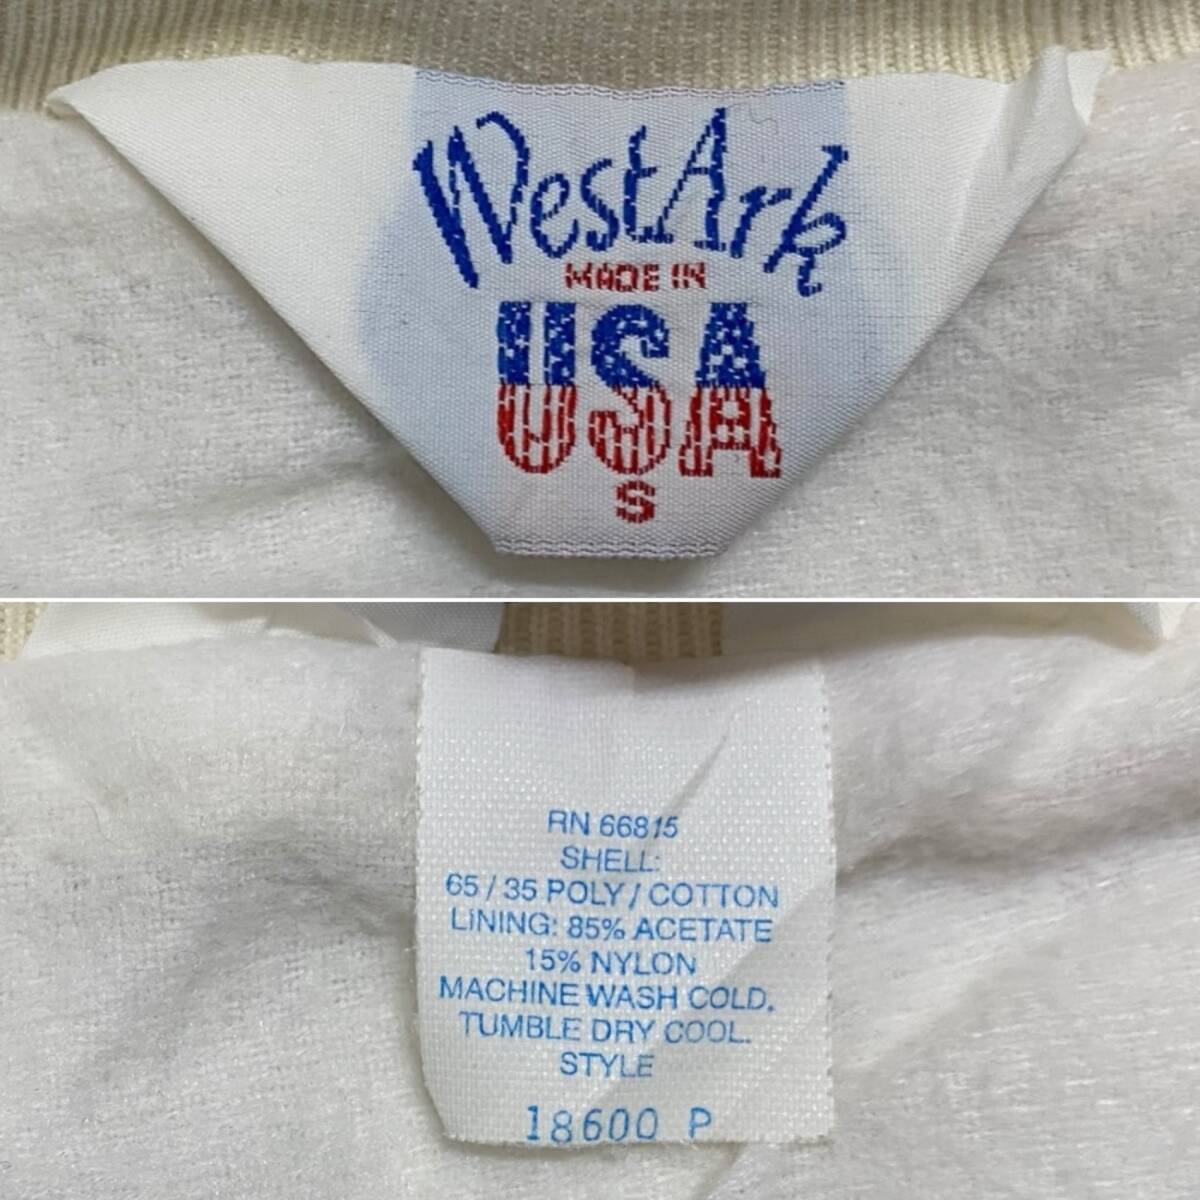 WestArk
MADE IN
USA
S
RN 66815
SHELL:
65 / 35 POLY / COTTON
LINING: 85% ACETATE
15% NYLON
MACHINE WASH COLD.
TUMBLE DRY COOL.
STYLE
18600 P